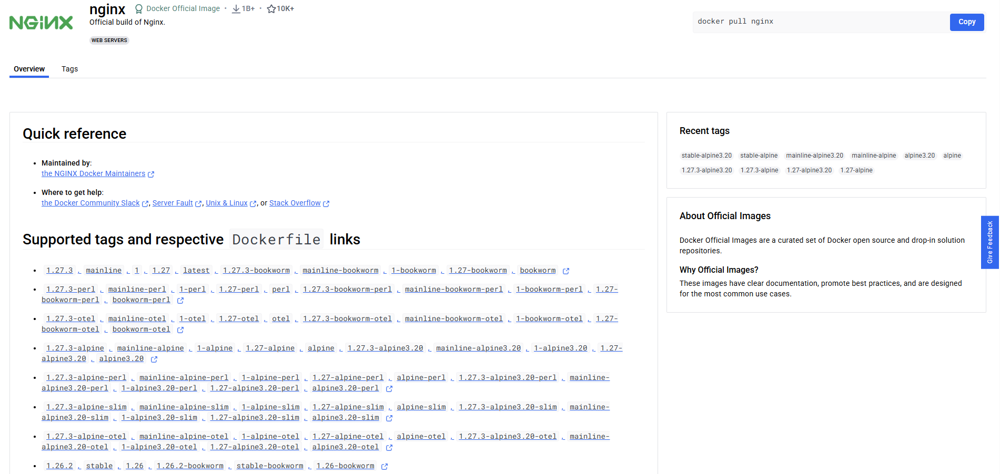 NGINX
nginx Docker Official Image • 1B+ • 10K+
Official build of Nginx.
WEB SERVERS
docker pull nginx
Copy
Overview Tags
Quick reference
• Maintained by:
the NGINX Docker Maintainers
• Where to get help:
the Docker Community Slack, Server Fault, Unix & Linux, or Stack Overflow
Supported tags and respective Dockerfile links
• 1.27.3, mainline, 1, 1.27, latest, 1.27.3-bookworm, mainline-bookworm, 1-bookworm, 1.27-bookworm, bookworm
• 1.27.3-perl, mainline-perl, 1-perl, 1.27-perl, perl, 1.27.3-bookworm-perl, mainline-bookworm-perl, 1-bookworm-perl, 1.27-
bookworm-perl, bookworm-perl
• 1.27.3-otel, mainline-otel, 1-otel, 1.27-otel, otel, 1.27.3-bookworm-otel, mainline-bookworm-otel, 1-bookworm-otel, 1.27-
bookworm-otel, bookworm-otel
• 1.27.3-alpine, mainline-alpine, 1-alpine, 1.27-alpine, alpine, 1.27.3-alpine3.20, mainline-alpine3.20, 1-alpine3.20, 1.27-
alpine3.20, alpine3.20
• 1.27.3-alpine-perl, mainline-alpine-perl, 1-alpine-perl, 1.27-alpine-perl, alpine-perl, 1.27.3-alpine3.20-perl, mainline-
alpine3.20-perl, 1-alpine3.20-perl, 1.27-alpine3.20-perl, alpine3.20-perl
• 1.27.3-alpine-slim, mainline-alpine-slim, 1-alpine-slim, 1.27-alpine-slim, alpine-slim, 1.27.3-alpine3.20-slim, mainline-
alpine3.20-slim, 1-alpine3.20-slim, 1.27-alpine3.20-slim, alpine3.20-slim
• 1.27.3-alpine-otel, mainline-alpine-otel, 1-alpine-otel, 1.27-alpine-otel, alpine-otel, 1.27.3-alpine3.20-otel, mainline-
alpine3.20-otel, 1-alpine3.20-otel, 1.27-alpine3.20-otel, alpine3.20-otel
• 1.26.2, stable, 1.26, 1.26.2-bookworm, stable-bookworm, 1.26-bookworm
Recent tags
stable-alpine3.20 stable-alpine mainline-alpine3.20 mainline-alpine alpine3.20 alpine
1.27.3-alpine3.20 1.27.3-alpine 1.27-alpine3.20 1.27-alpine
About Official Images
Docker Official Images are a curated set of Docker open source and drop-in solution
repositories.
Why Official Images?
These images have clear documentation, promote best practices, and are designed
for the most common use cases.
Give Feedback